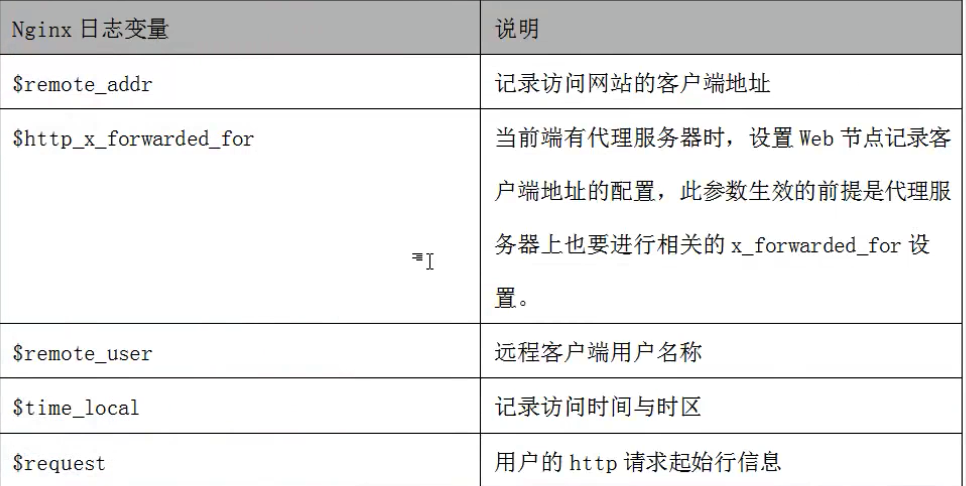 Nginx 日志变量 说明
$remote_addr 记录访问网站的客户端地址
$http_x_forwarded_for 当前端有代理服务器时，设置 Web 节点记录客
户端地址的配置，此参数生效的前提是代理服
务器上也要进行相关的 x_forwarded_for 设
置。
$remote_user 远程客户端用户名称
$time_local 记录访问时间与时区
$request 用户的 http 请求起始行信息